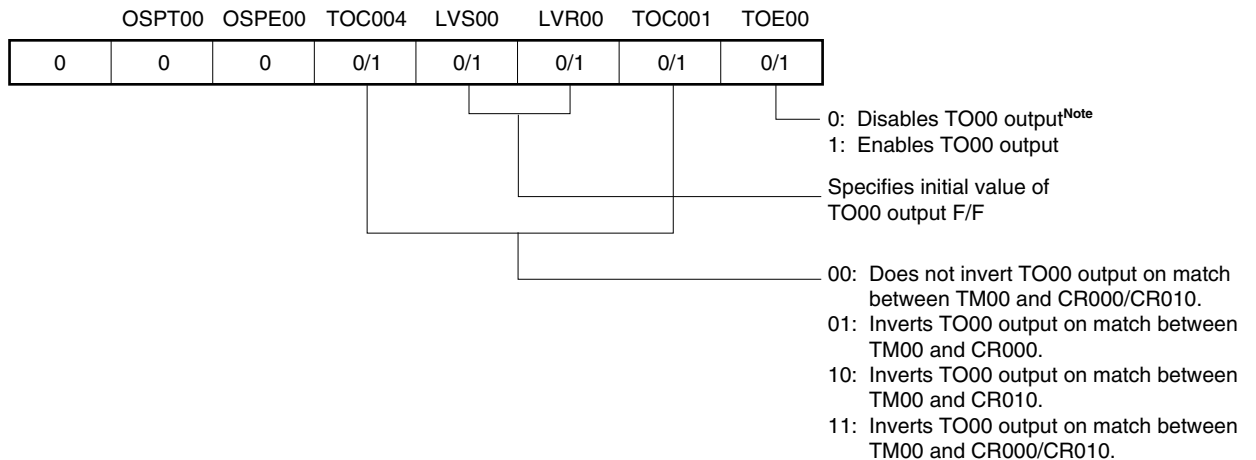 OSPT00 OSPE00 TOC004 LVS00 LVR00 TOC001 TOE00
0 0 0 0/1 0/1 0/1 0/1 0/1
0: Disables TO00 outputNote
1: Enables TO00 output
Specifies initial value of
TO00 output F/F
00: Does not invert TO00 output on match
between TM00 and CR000/CR010.
01: Inverts TO00 output on match between
TM00 and CR000.
10: Inverts TO00 output on match between
TM00 and CR010.
11: Inverts TO00 output on match between
TM00 and CR000/CR010.